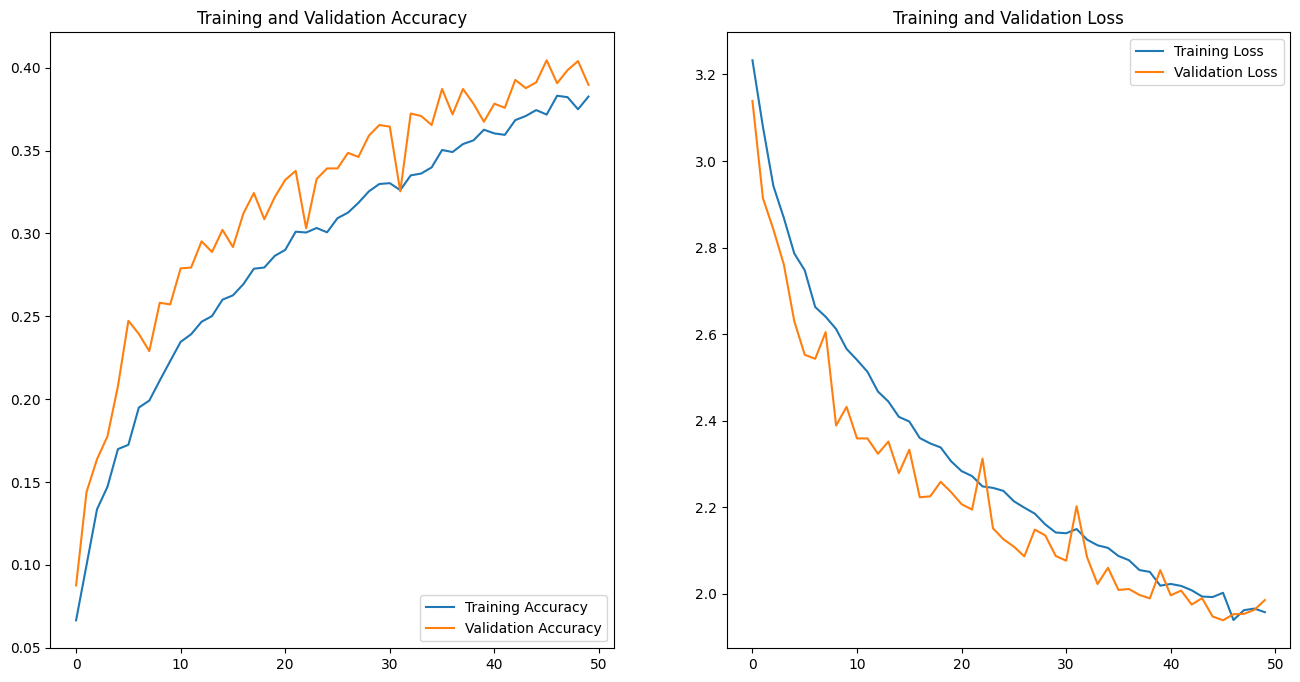 Training and Validation Accuracy
0.40
0.35
0.30
0.25
0.20
0.15
0.10
0.05
0 10 20 30 40 50
Training Accuracy
Validation Accuracy
Training and Validation Loss
3.2
3.0
2.8
2.6
2.4
2.2
2.0
0 10 20 30 40 50
Training Loss
Validation Loss